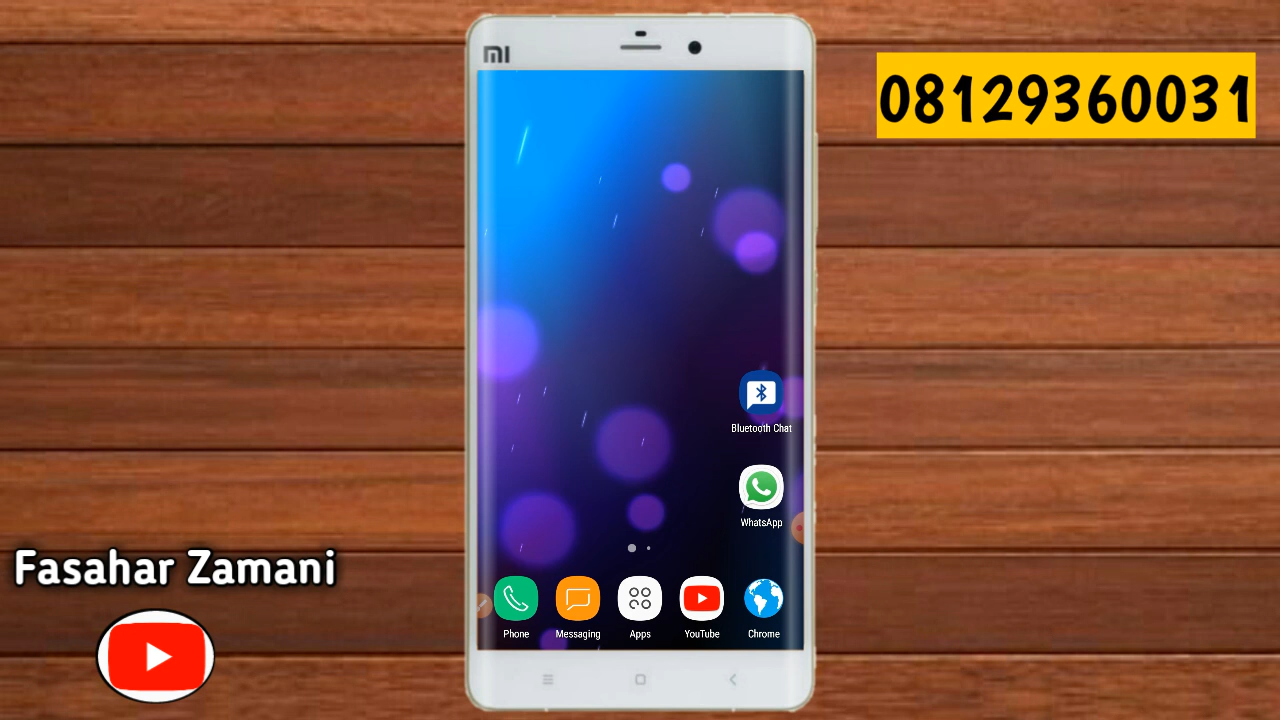 08129360031
mi
Bluetooth Chat
WhatsApp
Fasahar Zamani
Phone
Messaging
Apps
YouTube
Chrome